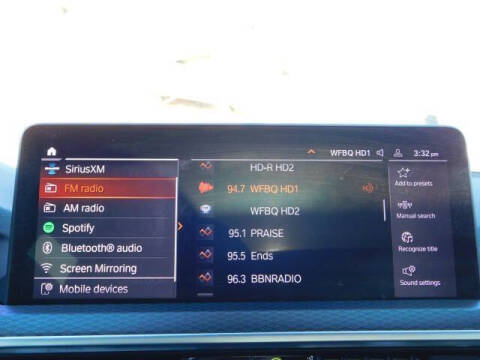 WFBQ HD1
3:32 pm
SiriusXM
FM radio
AM radio
Spotify
Bluetooth® audio
Screen Mirroring
Mobile devices
HD-R HD2
94.7 WFBQ HD1
WFBQ HD2
95.1 PRAISE
95.5 Ends
96.3 BBNRADIO
Add to presets
Manual search
Recognize title
Sound settings